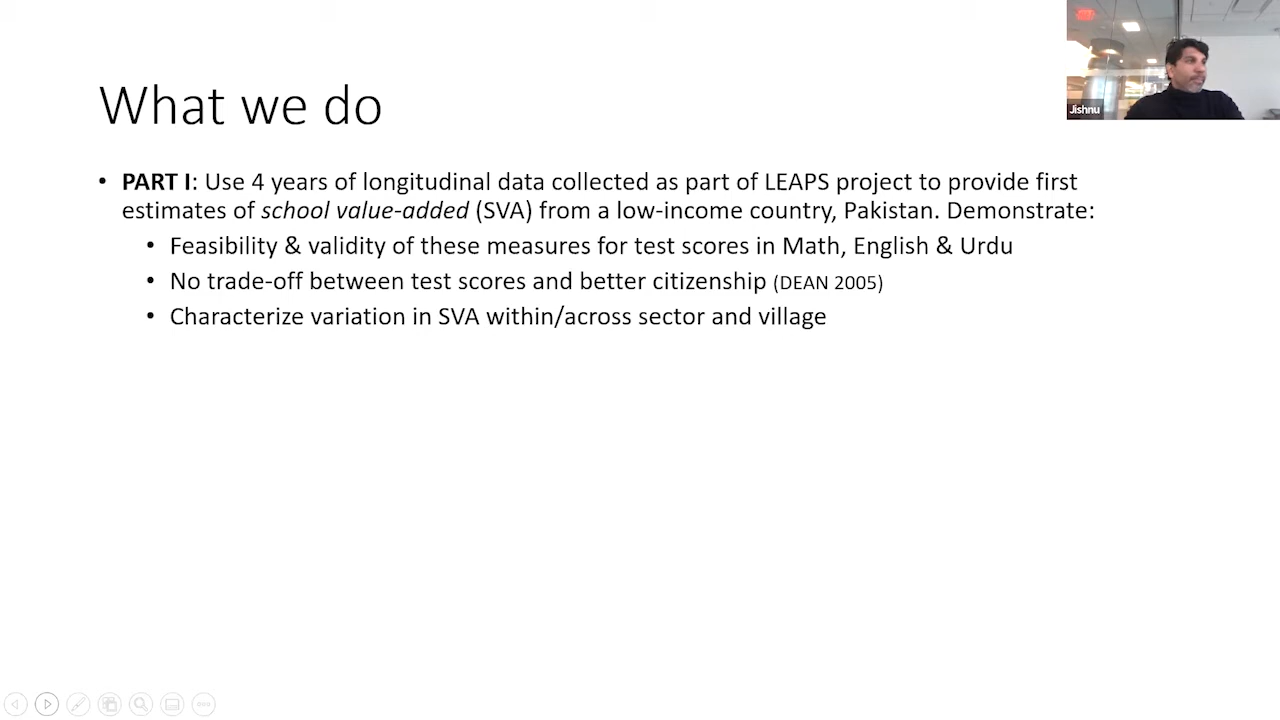 Jishnu
What we do
• PART I: Use 4 years of longitudinal data collected as part of LEAPS project to provide first
estimates of school value-added (SVA) from a low-income country, Pakistan. Demonstrate:
• Feasibility & validity of these measures for test scores in Math, English & Urdu
• No trade-off between test scores and better citizenship (DEAN 2005)
• Characterize variation in SVA within/across sector and village